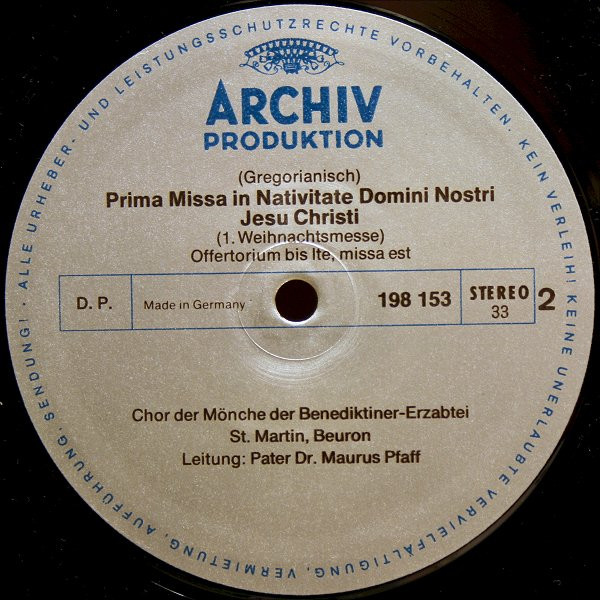 ALLE URHEBER- UND LEISTUNGSSCHUTZRECHTE VORBEHALTEN. KEIN VERLEIH! KEINE UNERLAUBTE VERVIELFÄLTIGUNG, VERMIETUNG, AUFFÜHRUNG, SENDUNG!
ARCHIV
PRODUKTION
(Gregorianisch)
Prima Missa in Nativitate Domini Nostri
Jesu Christi
(1. Weihnachtsmesse)
Offertorium bis Ite, missa est
D. P. Made in Germany 198 153 STEREO 2
33
Chor der Mönche der Benediktiner-Erzabtei
St. Martin, Beuron
Leitung: Pater Dr. Maurus Pfaff